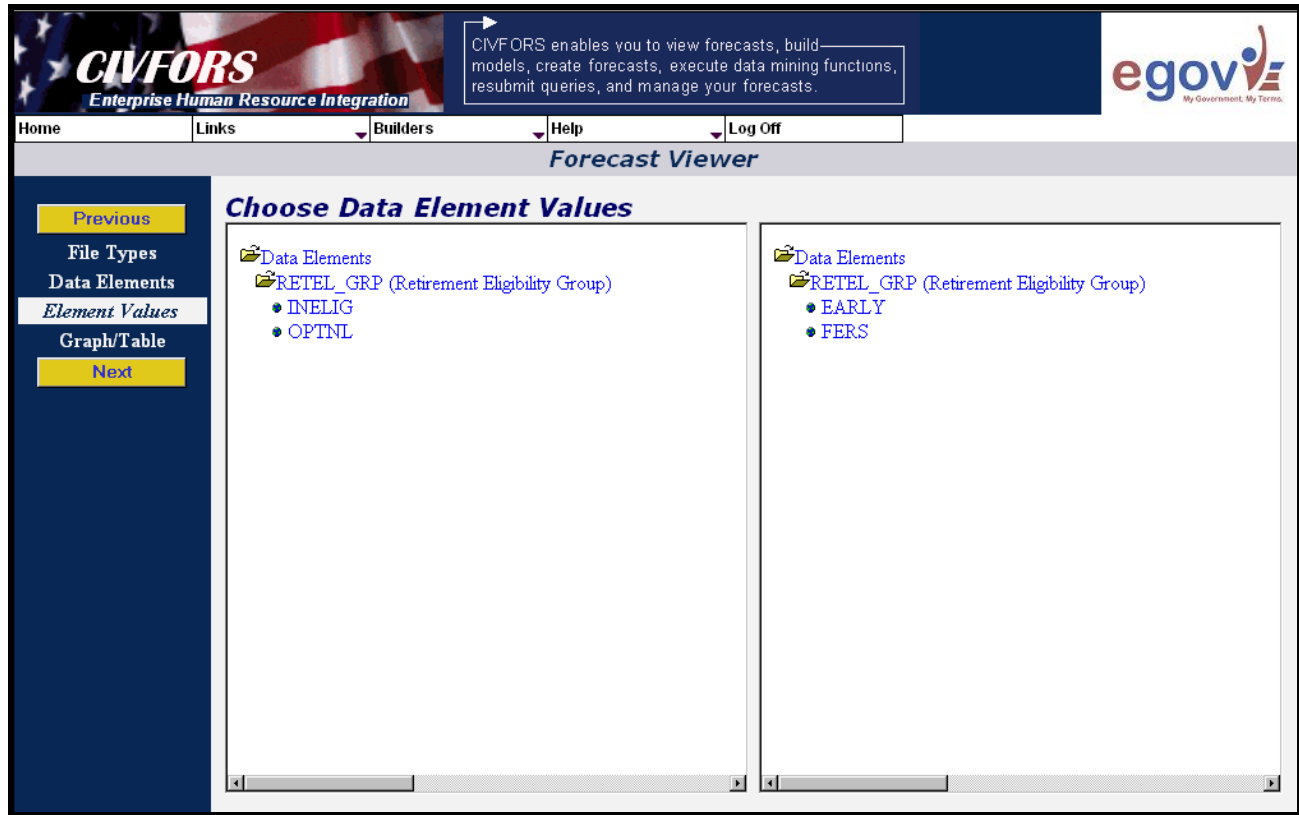 CIVFORS
Enterprise Human Resource Integration
CIVFORS enables you to view forecasts, build
models, create forecasts, execute data mining functions,
resubmit queries, and manage your forecasts.
egov
My Government. My Terms.
Home Links Builders Help Log Off
Forecast Viewer
Previous
File Types
Data Elements
Element Values
Graph/Table
Next
Choose Data Element Values
Data Elements
RETEL_GRP (Retirement Eligibility Group)
INELIG
OPTNL
Data Elements
RETEL_GRP (Retirement Eligibility Group)
EARLY
FERS